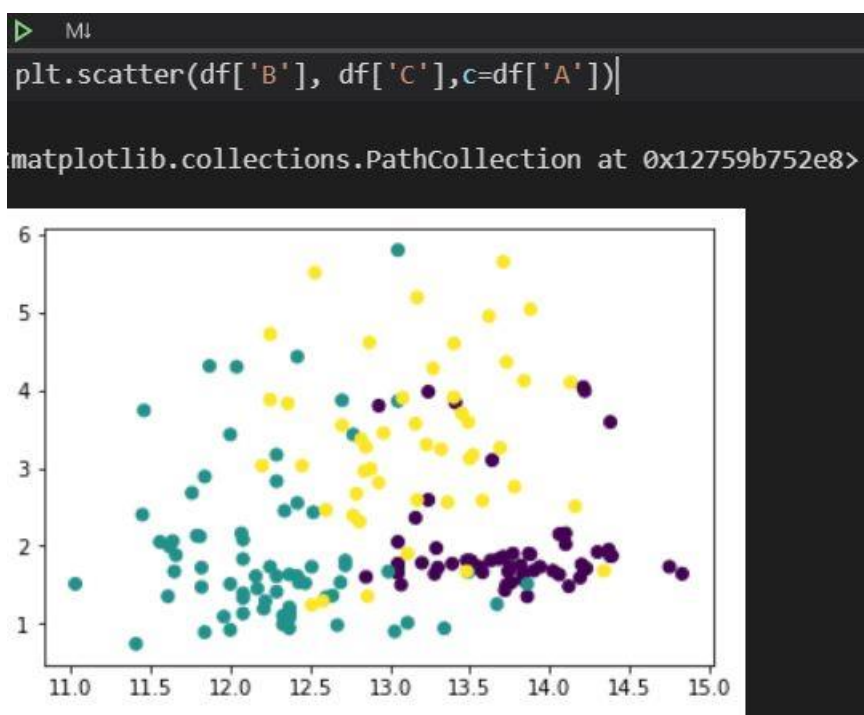 M↓
plt.scatter(df['B'], df['C'],c=df['A'])
matplotlib.collections.PathCollection at 0x12759b752e8>
6
5
4
3
2
1
11.0 11.5 12.0 12.5 13.0 13.5 14.0 14.5 15.0